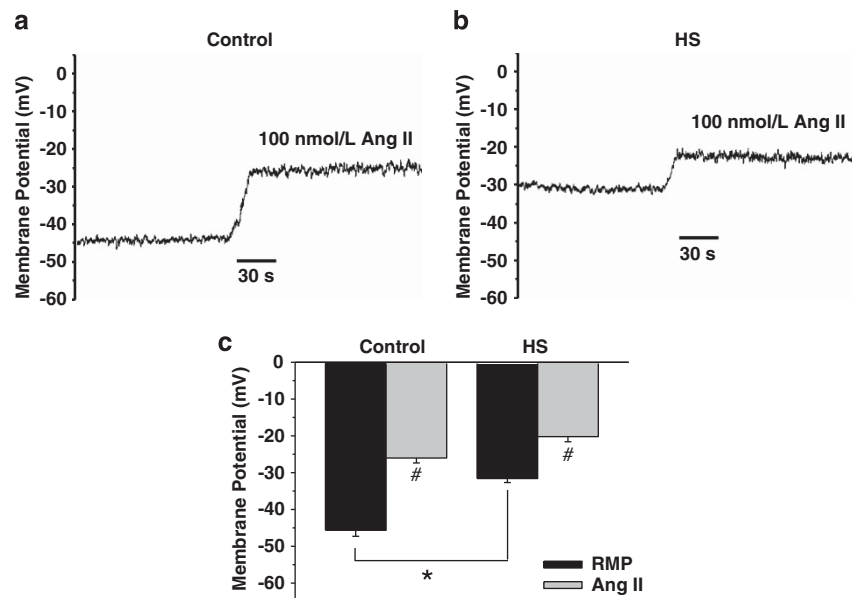 a
Control
Membrane Potential (mV)
0
-10
-20
-30
-40
-50
-60
100 nmol/L Ang II
30 s
b
HS
Membrane Potential (mV)
0
-10
-20
-30
-40
-50
-60
100 nmol/L Ang II
30 s
c
Control
HS
Membrane Potential (mV)
0
-10
-20
-30
-40
-50
-60
#
#
*
RMP
Ang II